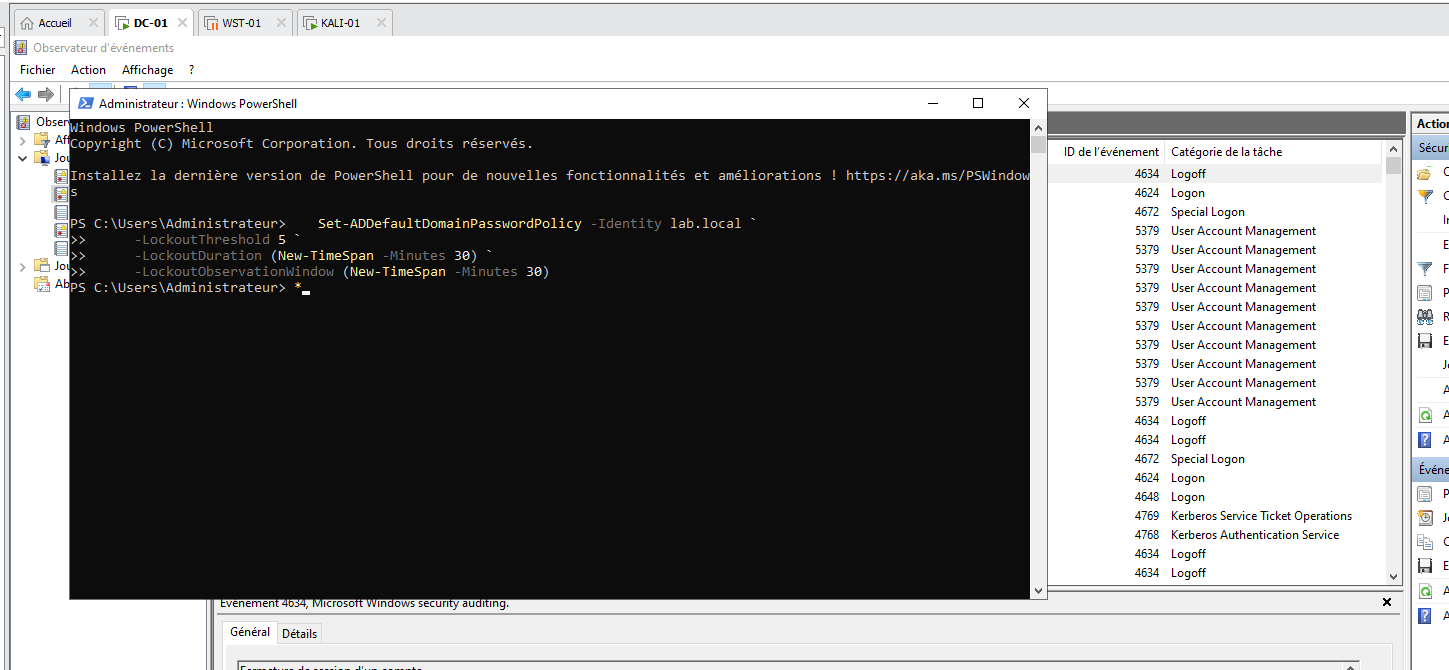 Accueil DC-01 WST-01 KALI-01
Observateur d'événements
Fichier Action Affichage ?
Administrateur : Windows PowerShell
Windows PowerShell
Copyright (C) Microsoft Corporation. Tous droits réservés.
Installez la dernière version de PowerShell pour de nouvelles fonctionnalités et améliorations ! https://aka.ms/PSWindow
s
PS C:\Users\Administrateur>    Set-ADDefaultDomainPasswordPolicy -Identity lab.local `
>>      -LockoutThreshold 5 `
>>      -LockoutDuration (New-TimeSpan -Minutes 30) `
>>      -LockoutObservationWindow (New-TimeSpan -Minutes 30)
PS C:\Users\Administrateur> *
ID de l'événement Catégorie de la tâche
4634 Logoff
4624 Logon
4672 Special Logon
5379 User Account Management
5379 User Account Management
5379 User Account Management
5379 User Account Management
5379 User Account Management
5379 User Account Management
5379 User Account Management
5379 User Account Management
5379 User Account Management
5379 User Account Management
4634 Logoff
4634 Logoff
4672 Special Logon
4624 Logon
4648 Logon
4769 Kerberos Service Ticket Operations
4768 Kerberos Authentication Service
4634 Logoff
4634 Logoff
Événement 4634, Microsoft Windows security auditing.
Général Détails
Fermeture de session d'un compte.
Action
Sécur
Événe